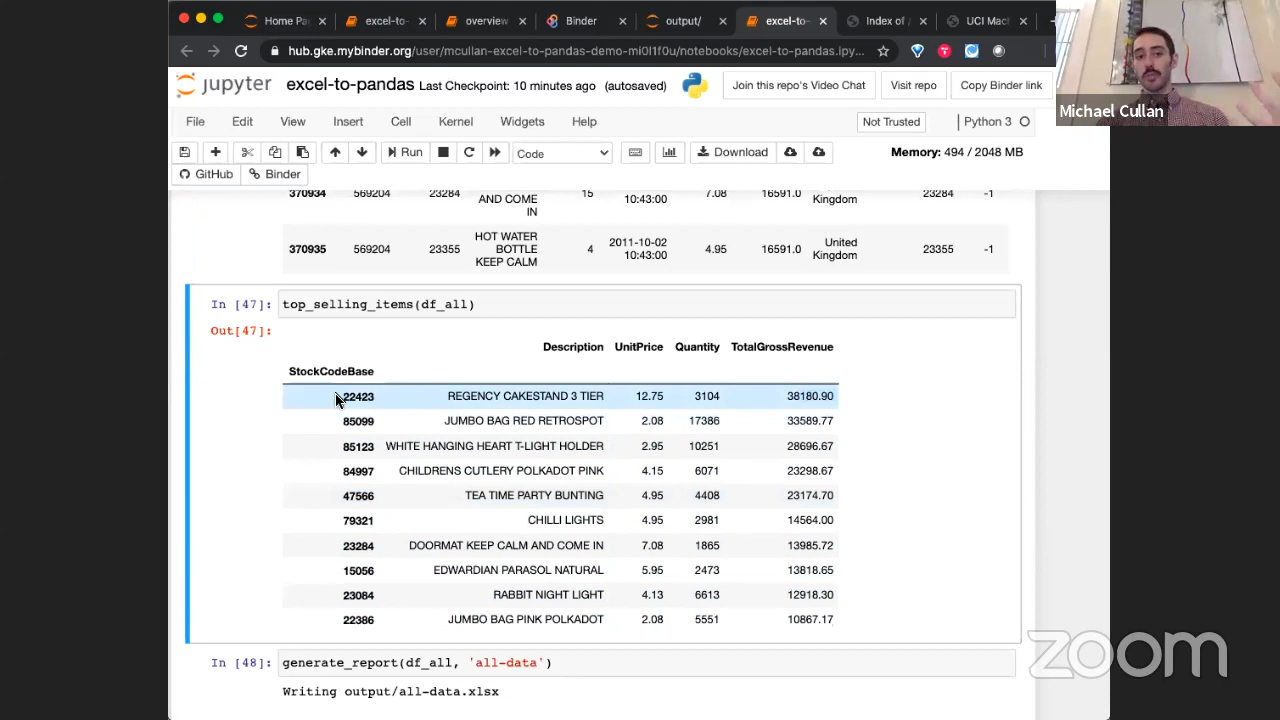 Home Pa
excel-to-
overview
Binder
output/
excel-to-
Index of
UCI Mac
hub.gke.mybinder.org/user/mcullan-excel-to-pandas-demo-mi0l1f0u/notebooks/excel-to-pandas.ipy...
Michael Cullan
jupyter excel-to-pandas Last Checkpoint: 10 minutes ago (autosaved)
Join this repo's Video Chat
Visit repo
Copy Binder link
File Edit View Insert Cell Kernel Widgets Help
Not Trusted
Python 3
Run
Code
Download
Memory: 494 / 2048 MB
GitHub
Binder
370934 569204 23284 AND COME IN 15 10:43:00 7.08 16591.0 Kingdom 23284 -1
370935 569204 23355 HOT WATER BOTTLE KEEP CALM 4 2011-10-02 10:43:00 4.95 16591.0 United Kingdom 23355 -1
In [47]: top_selling_items(df_all)
Out[47]:
Description UnitPrice Quantity TotalGrossRevenue
StockCodeBase
22423 REGENCY CAKESTAND 3 TIER 12.75 3104 38180.90
85099 JUMBO BAG RED RETROSPOT 2.08 17386 33589.77
85123 WHITE HANGING HEART T-LIGHT HOLDER 2.95 10251 28696.67
84997 CHILDRENS CUTLERY POLKADOT PINK 4.15 6071 23298.67
47566 TEA TIME PARTY BUNTING 4.95 4408 23174.70
79321 CHILLI LIGHTS 4.95 2981 14564.00
23284 DOORMAT KEEP CALM AND COME IN 7.08 1865 13985.72
15056 EDWARDIAN PARASOL NATURAL 5.95 2473 13818.65
23084 RABBIT NIGHT LIGHT 4.13 6613 12918.30
22386 JUMBO BAG PINK POLKADOT 2.08 5551 10867.17
In [48]: generate_report(df_all, 'all-data')
Writing output/all-data.xlsx
zoom